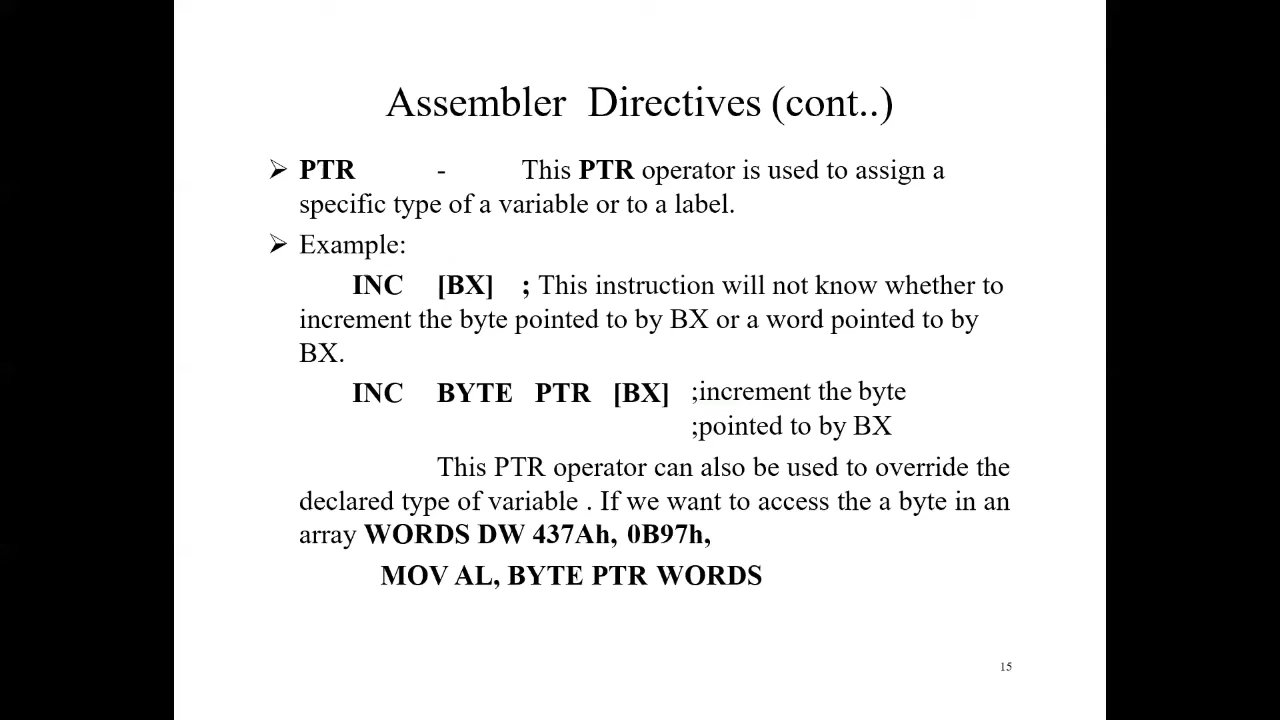 Assembler Directives (cont..)
➢ PTR - This PTR operator is used to assign a
specific type of a variable or to a label.
➢ Example:
INC [BX] ; This instruction will not know whether to
increment the byte pointed to by BX or a word pointed to by
BX.
INC BYTE PTR [BX] ;increment the byte
;pointed to by BX
This PTR operator can also be used to override the
declared type of variable . If we want to access the a byte in an
array WORDS DW 437Ah, 0B97h,
MOV AL, BYTE PTR WORDS
15